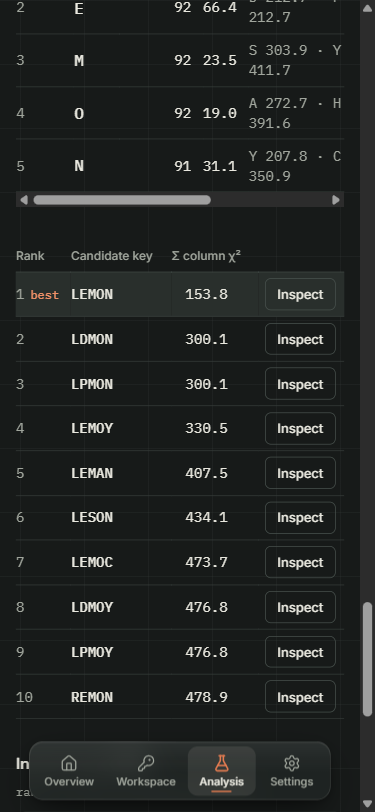 2 E 92 66.4
212.7
3 M 92 23.5 S 303.9 · Y
411.7
4 O 92 19.0 A 272.7 · H
391.6
5 N 91 31.1 Y 207.8 · C
350.9
Rank Candidate key Σ column χ²
1 best LEMON 153.8 Inspect
2 LDMON 300.1 Inspect
3 LPMON 300.1 Inspect
4 LEMOY 330.5 Inspect
5 LEMAN 407.5 Inspect
6 LESON 434.1 Inspect
7 LEMOC 473.7 Inspect
8 LDMOY 476.8 Inspect
9 LPMOY 476.8 Inspect
10 REMON 478.9 Inspect
Overview Workspace Analysis Settings